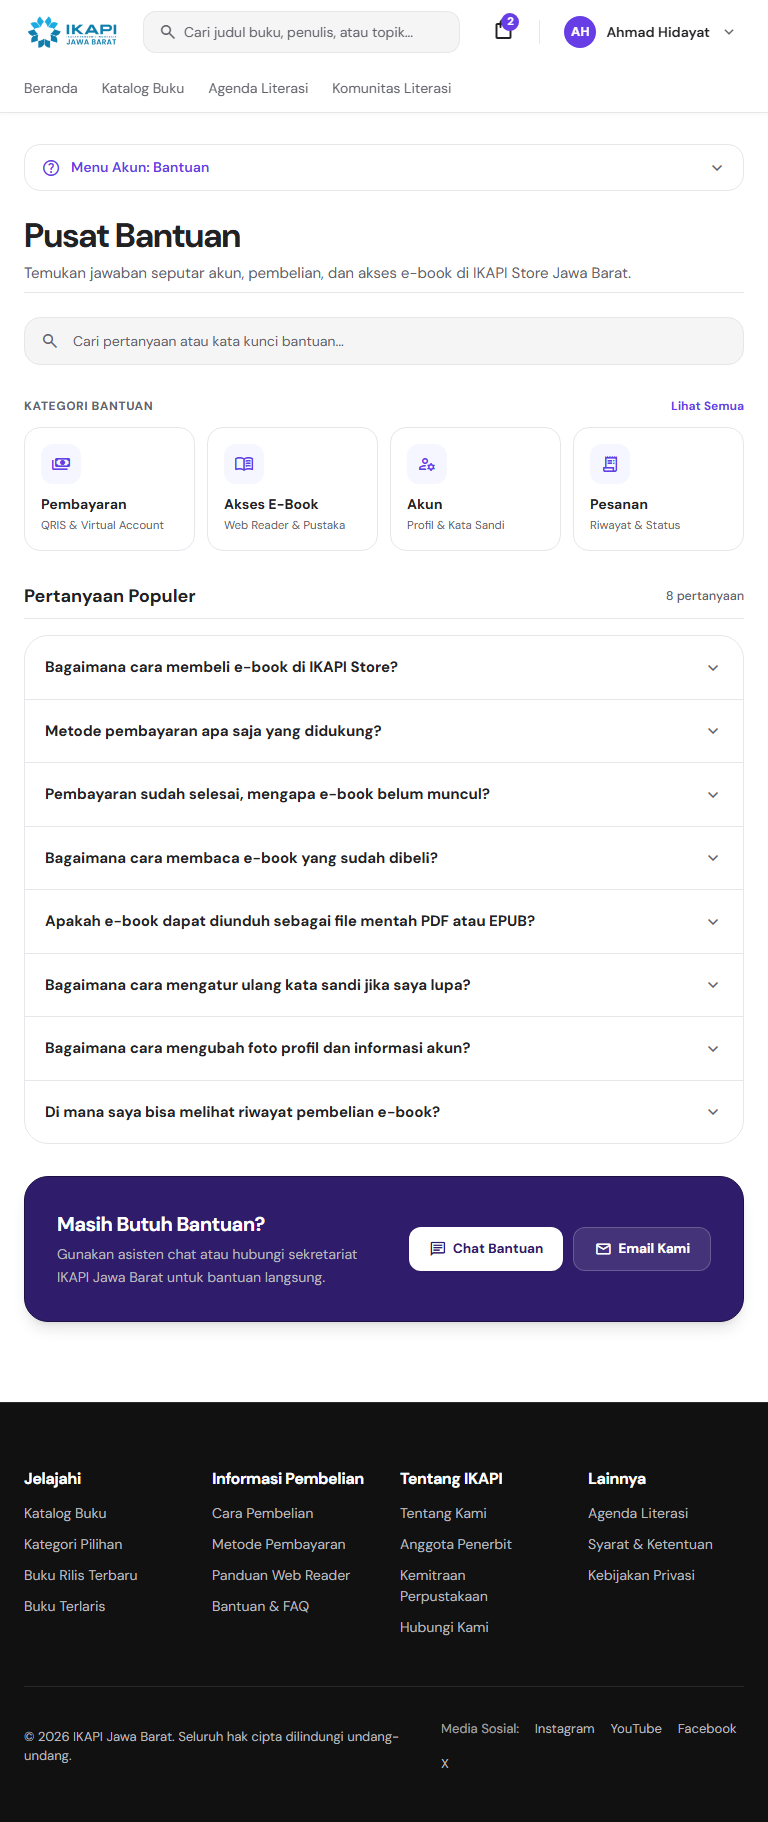 IKAPI
JAWA BARAT
Cari judul buku, penulis, atau topik...
2
AH
Ahmad Hidayat
Beranda
Katalog Buku
Agenda Literasi
Komunitas Literasi
Menu Akun: Bantuan
Pusat Bantuan
Temukan jawaban seputar akun, pembelian, dan akses e-book di IKAPI Store Jawa Barat.
Cari pertanyaan atau kata kunci bantuan...
KATEGORI BANTUAN
Lihat Semua
Pembayaran
QRIS & Virtual Account
Akses E-Book
Web Reader & Pustaka
Akun
Profil & Kata Sandi
Pesanan
Riwayat & Status
Pertanyaan Populer
8 pertanyaan
Bagaimana cara membeli e-book di IKAPI Store?
Metode pembayaran apa saja yang didukung?
Pembayaran sudah selesai, mengapa e-book belum muncul?
Bagaimana cara membaca e-book yang sudah dibeli?
Apakah e-book dapat diunduh sebagai file mentah PDF atau EPUB?
Bagaimana cara mengatur ulang kata sandi jika saya lupa?
Bagaimana cara mengubah foto profil dan informasi akun?
Di mana saya bisa melihat riwayat pembelian e-book?
Masih Butuh Bantuan?
Gunakan asisten chat atau hubungi sekretariat
IKAPI Jawa Barat untuk bantuan langsung.
Chat Bantuan
Email Kami
Jelajahi
Katalog Buku
Kategori Pilihan
Buku Rilis Terbaru
Buku Terlaris
Informasi Pembelian
Cara Pembelian
Metode Pembayaran
Panduan Web Reader
Bantuan & FAQ
Tentang IKAPI
Tentang Kami
Anggota Penerbit
Kemitraan
Perpustakaan
Hubungi Kami
Lainnya
Agenda Literasi
Syarat & Ketentuan
Kebijakan Privasi
© 2026 IKAPI Jawa Barat. Seluruh hak cipta dilindungi undang-
undang.
Media Sosial:
Instagram
YouTube
Facebook
X